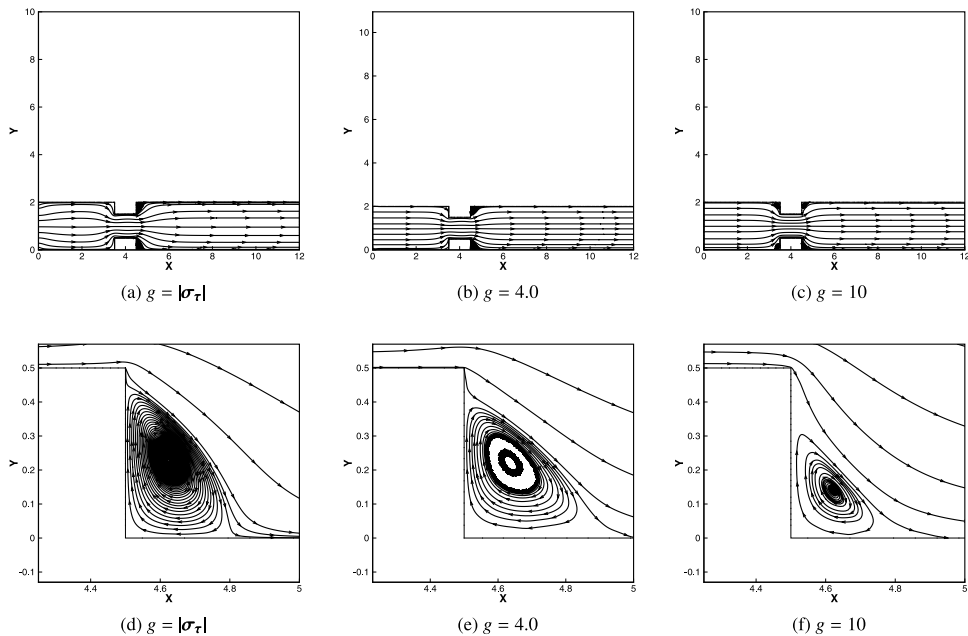 10
8
6
4
2
0
Y
0 2 4 6 8 10 12
X
(a) g = |σ_τ|
10
8
6
4
2
0
Y
0 2 4 6 8 10 12
X
(b) g = 4.0
10
8
6
4
2
0
Y
0 2 4 6 8 10 12
X
(c) g = 10
0.5
0.4
0.3
0.2
0.1
0
-0.1
Y
4.4 4.6 4.8 5
X
(d) g = |σ_τ|
0.5
0.4
0.3
0.2
0.1
0
-0.1
Y
4.4 4.6 4.8 5
X
(e) g = 4.0
0.5
0.4
0.3
0.2
0.1
0
-0.1
Y
4.4 4.6 4.8 5
X
(f) g = 10